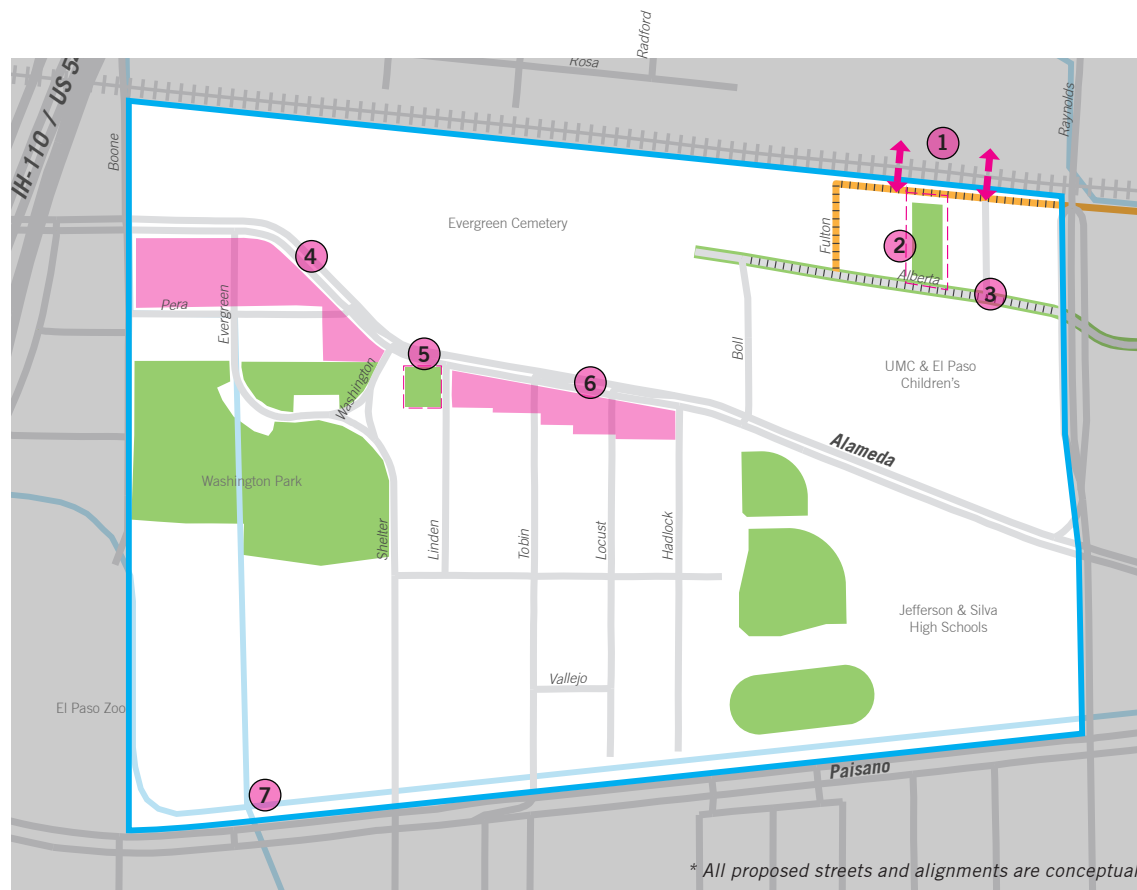 Radford
Rosa
IH-110 / US 54
Boone
Raynolds
1
Evergreen Cemetery
Fulton
2
4
Alberta
3
Pera
Evergreen
Boll
5
UMC & El Paso
Children's
6
Washington
Alameda
Washington Park
Shelter
Linden
Tobin
Locust
Hadlock
Jefferson & Silva
High Schools
Vallejo
El Paso Zoo
Paisano
7
* All proposed streets and alignments are conceptual